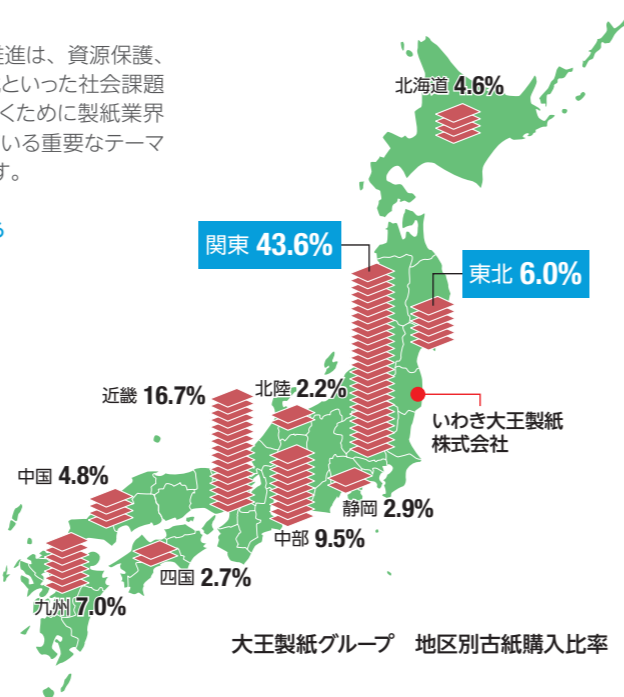 進は、資源保護、
といった社会課題
くために製紙業界
いる重要なテーマ
す。
北海道 4.6%
関東 43.6%
東北 6.0%
近畿 16.7%
北陸 2.2%
いわき大王製紙
株式会社
中国 4.8%
静岡 2.9%
中部 9.5%
四国 2.7%
九州 7.0%
大王製紙グループ 地区別古紙購入比率